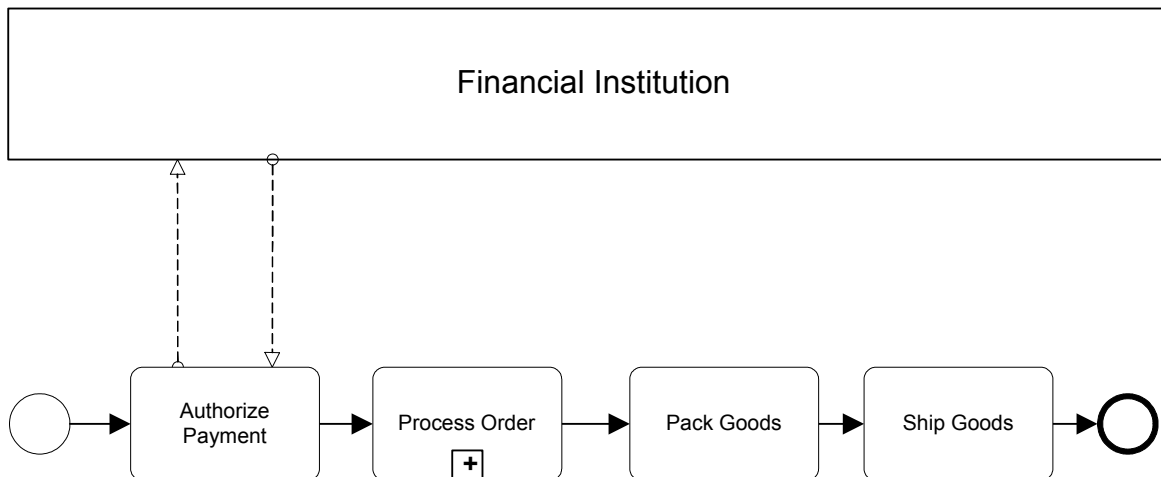 Financial Institution
Authorize
Payment
Process Order
Pack Goods
Ship Goods